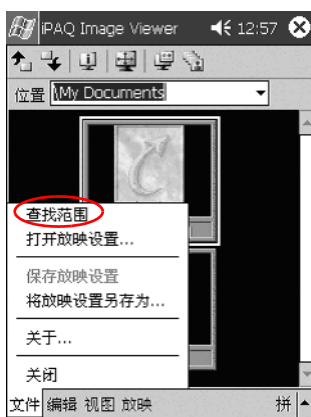 iPAQ Image Viewer 12:57
位置 \My Documents
查找范围
打开放映设置...
保存放映设置
将放映设置另存为...
关于...
关闭
文件 编辑 视图 放映 拼